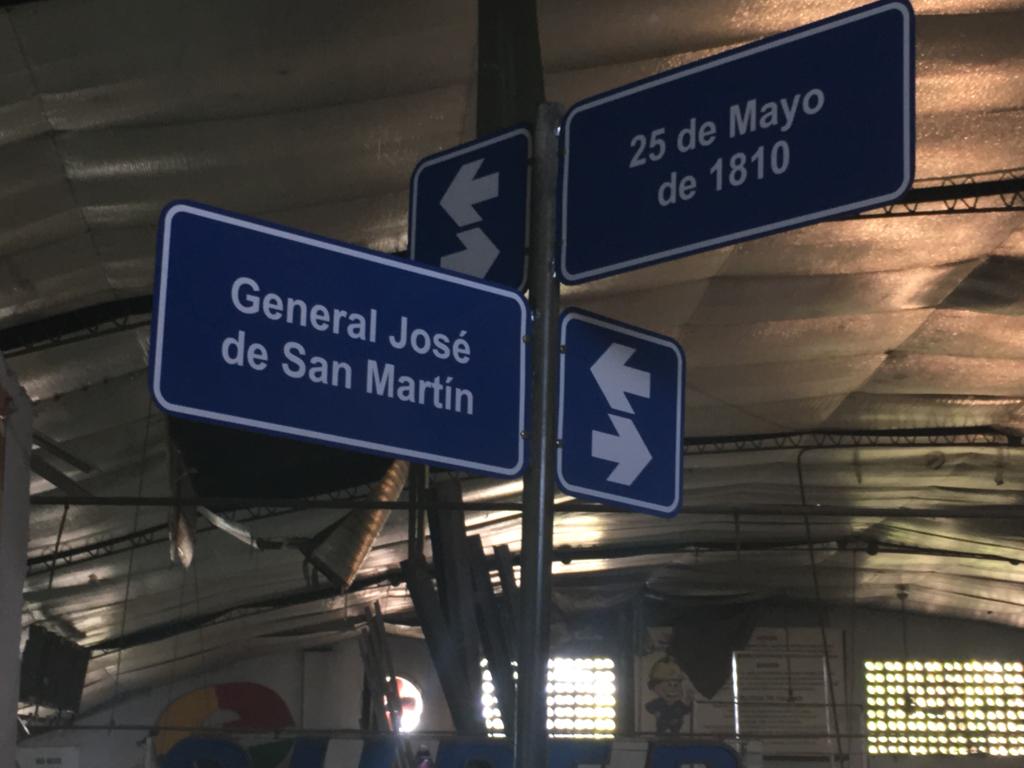 25 de Mayo
de 1810
General José
de San Martín